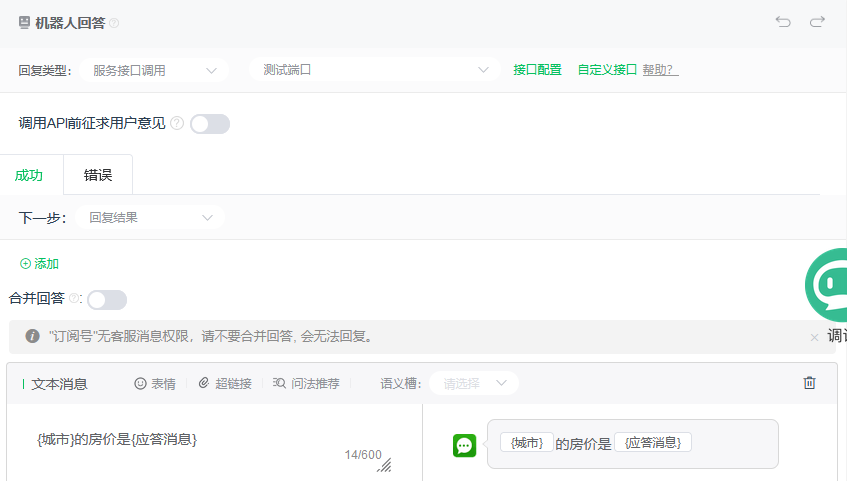 机器人回答
回复类型： 服务接口调用 测试端口 接口配置 自定义接口 帮助？
调用API前征求用户意见
成功 错误
下一步： 回复结果
添加
合并回答 :
"订阅号"无客服消息权限，请不要合并回答, 会无法回复。
调
文本消息 表情 超链接 问法推荐 语义槽: 请选择
{城市}的房价是{应答消息}
14/600
{城市} 的房价是 {应答消息}